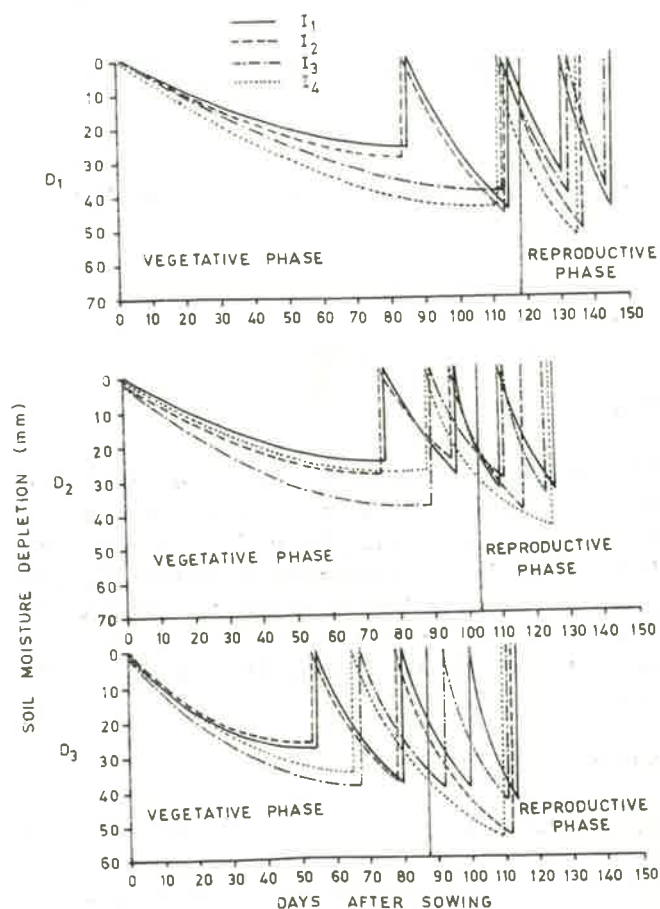 I1
I2
I3
I4
0
10
20
30
40
50
60
70
D1
VEGETATIVE PHASE
REPRODUCTIVE
PHASE
0 10 20 30 40 50 60 70 80 90 100 110 120 130 140 150
0
10
20
30
40
50
60
70
D2
VEGETATIVE PHASE
REPRODUCTIVE
PHASE
0 10 20 30 40 50 60 70 80 90 100 110 120 130 140 150
SOIL MOISTURE DEPLETION (mm)
0
10
20
30
40
50
60
D3
VEGETATIVE PHASE
REPRODUCTIVE
PHASE
0 10 20 30 40 50 60 70 80 90 100 110 120 130 140 150
DAYS AFTER SOWING